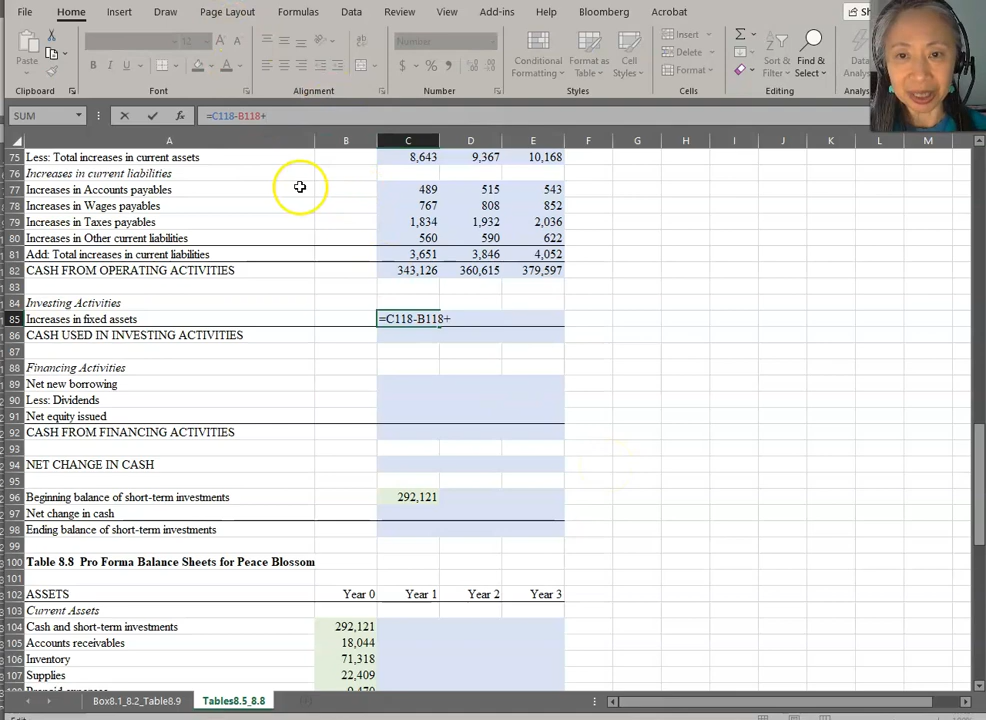 File Home Insert Draw Page Layout Formulas Data Review View Add-ins Help Bloomberg Acrobat Sh
Paste 12 A A ab Number Conditional Formatting Format as Table Cell Styles Insert Delete Format Sort & Filter Find & Select Analys Data
B I U A $ % ,
Clipboard Font Alignment Number Styles Cells Editing Analys
SUM fx =C118-B118+
A B C D E F G H I J K L M
75 Less: Total increases in current assets 8,643 9,367 10,168
76 Increases in current liabilities
77 Increases in Accounts payables 489 515 543
78 Increases in Wages payables 767 808 852
79 Increases in Taxes payables 1,834 1,932 2,036
80 Increases in Other current liabilities 560 590 622
81 Add: Total increases in current liabilities 3,651 3,846 4,052
82 CASH FROM OPERATING ACTIVITIES 343,126 360,615 379,597
83
84 Investing Activities
85 Increases in fixed assets =C118-B118+
86 CASH USED IN INVESTING ACTIVITIES
87
88 Financing Activities
89 Net new borrowing
90 Less: Dividends
91 Net equity issued
92 CASH FROM FINANCING ACTIVITIES
93
94 NET CHANGE IN CASH
95
96 Beginning balance of short-term investments 292,121
97 Net change in cash
98 Ending balance of short-term investments
99
100 Table 8.8 Pro Forma Balance Sheets for Peace Blossom
101
102 ASSETS Year 0 Year 1 Year 2 Year 3
103 Current Assets
104 Cash and short-term investments 292,121
105 Accounts receivables 18,044
106 Inventory 71,318
107 Supplies 22,409
108 Prepaid expenses 9,470
Box8.1_8.2_Table8.9 Tables8.5_8.8
Edit